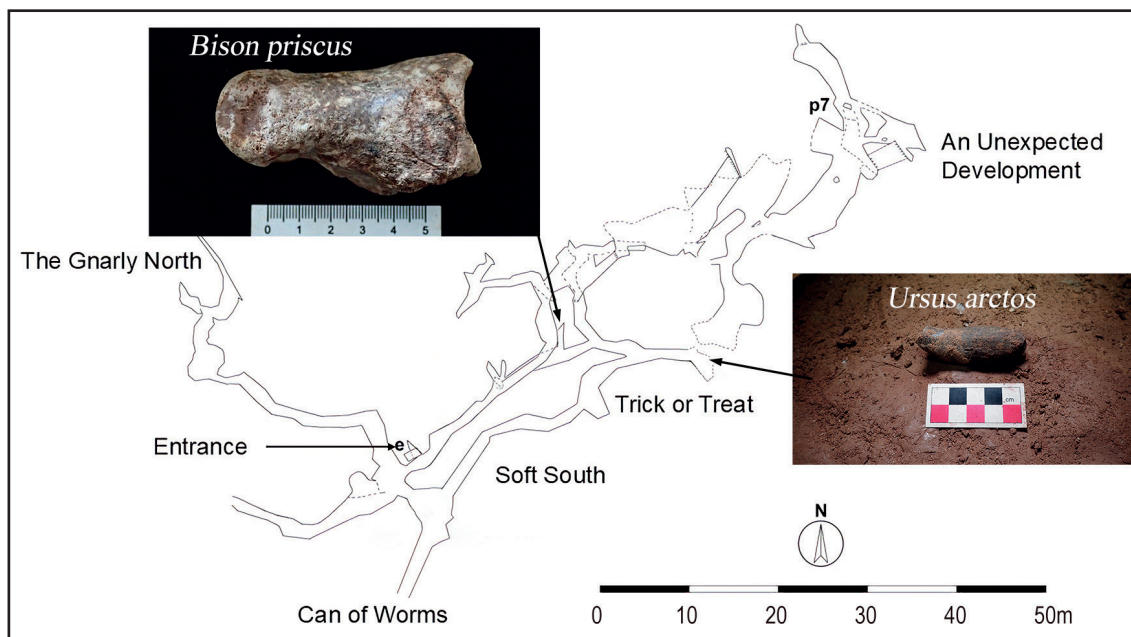 Bison priscus
0 1 2 3 4 5
p7
An Unexpected
Development
The Gnarly North
Ursus arctos
cm
Trick or Treat
Entrance
e
Soft South
N
Can of Worms
0 10 20 30 40 50m